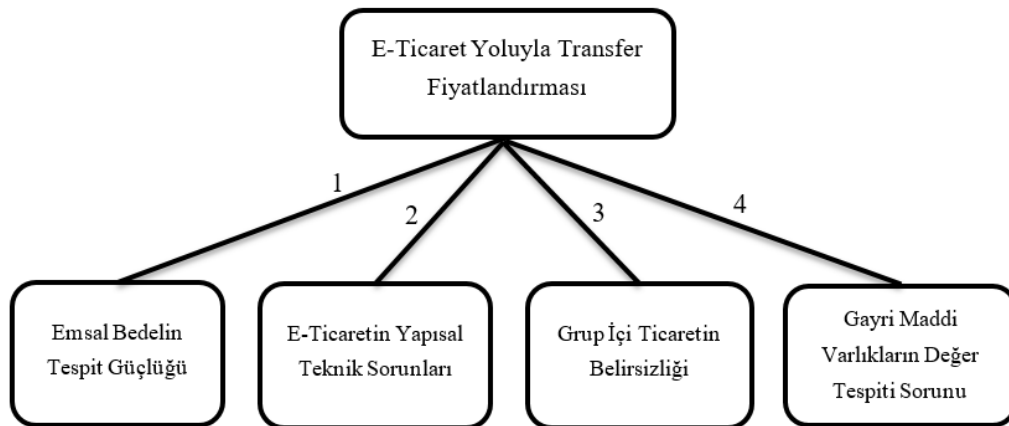 E-Ticaret Yoluyla Transfer
Fiyatlandırması
1
2
3
4
Emsal Bedelin
Tespit Güçlüğü
E-Ticaretin Yapısal
Teknik Sorunları
Grup İçi Ticaretin
Belirsizliği
Gayri Maddi
Varlıkların Değer
Tespiti Sorunu